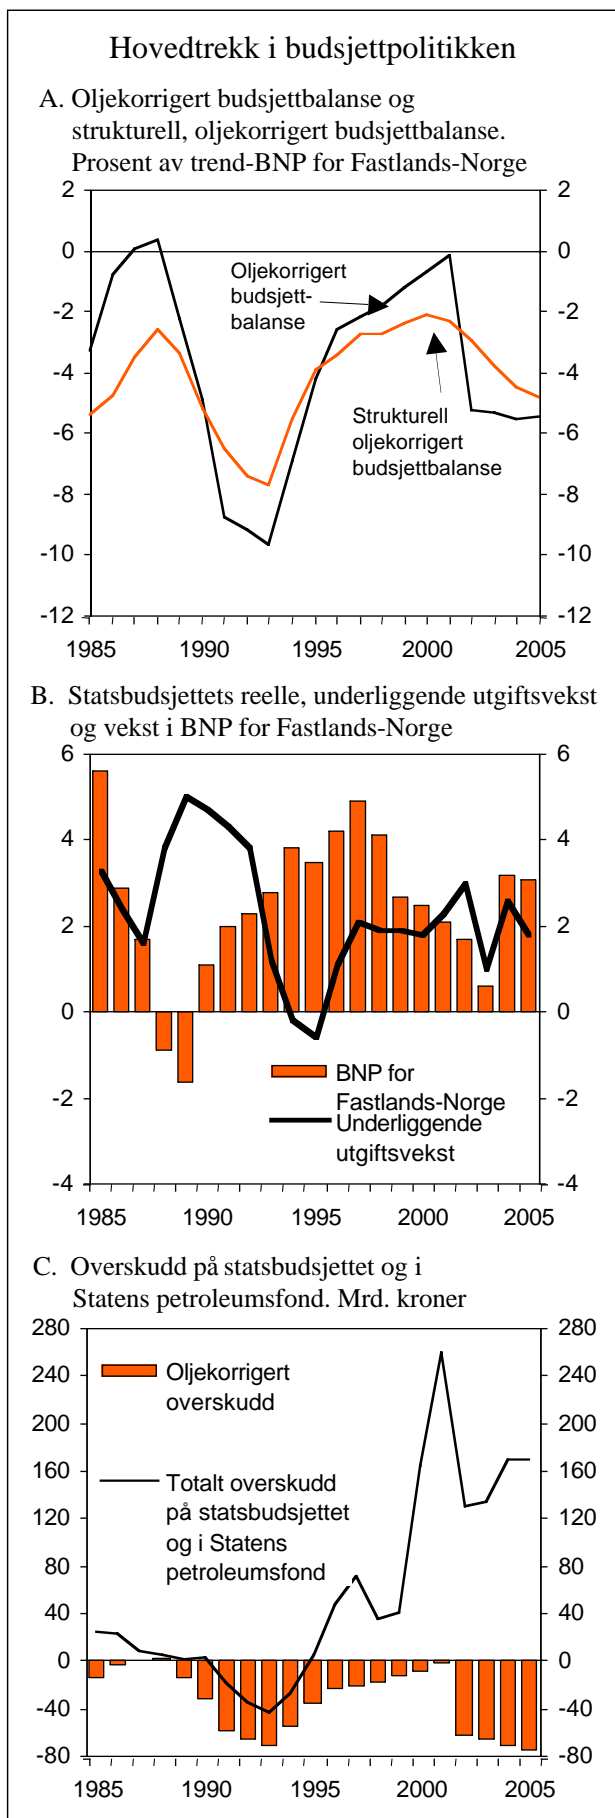 Hovedtrekk i budsjettpolitikken
A. Oljekorrigert budsjettbalanse og
strukturell, oljekorrigert budsjettbalanse.
Prosent av trend-BNP for Fastlands-Norge
2 2
0 0
Oljekorrigert
budsjett-
balanse
-2 -2
-4 -4
Strukturell
oljekorrigert
budsjettbalanse
-6 -6
-8 -8
-10 -10
-12 -12
1985 1990 1995 2000 2005
B. Statsbudsjettets reelle, underliggende utgiftsvekst
og vekst i BNP for Fastlands-Norge
6 6
4 4
2 2
0 0
BNP for
Fastlands-Norge
-2 -2
Underliggende
utgiftsvekst
-4 -4
1985 1990 1995 2000 2005
C. Overskudd på statsbudsjettet og i
Statens petroleumsfond. Mrd. kroner
280 280
240 240
Oljekorrigert
overskudd
200 200
160 160
Totalt overskudd
på statsbudsjettet
og i Statens
petroleumsfond
120 120
80 80
40 40
0 0
-40 -40
-80 -80
1985 1990 1995 2000 2005